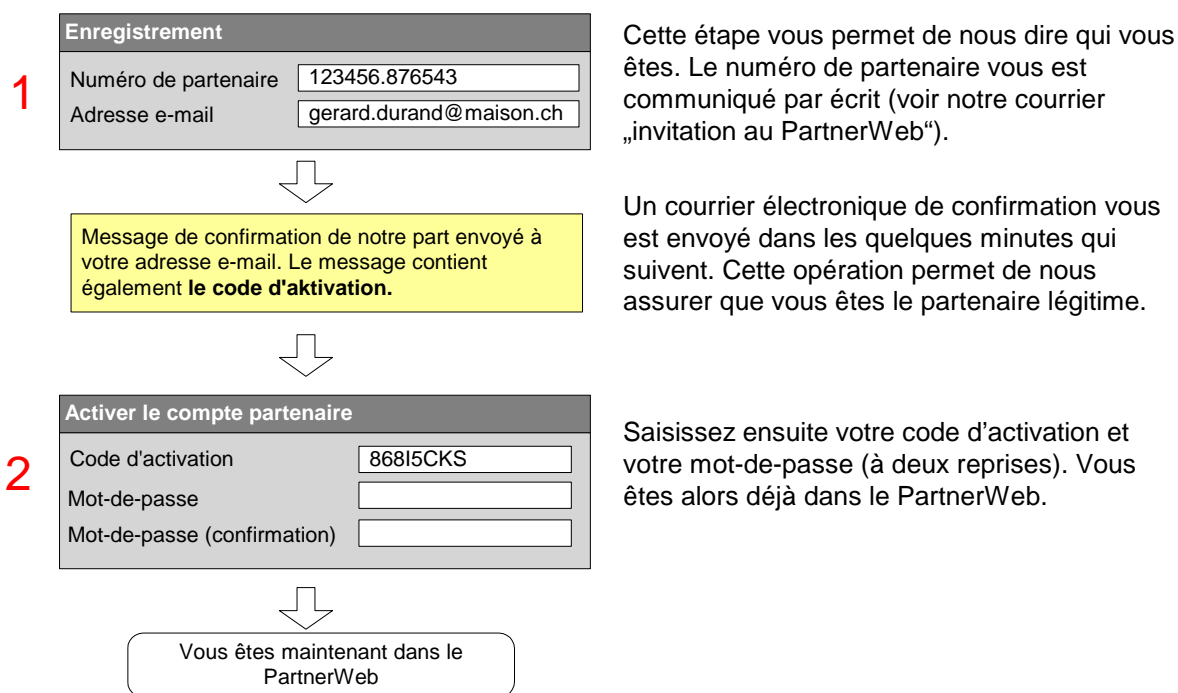 Enregistrement
1
Numéro de partenaire 123456.876543
Adresse e-mail gerard.durand@maison.ch
Cette étape vous permet de nous dire qui vous
êtes. Le numéro de partenaire vous est
communiqué par écrit (voir notre courrier
„invitation au PartnerWeb“).
Message de confirmation de notre part envoyé à
votre adresse e-mail. Le message contient
également le code d'aktivation.
Un courrier électronique de confirmation vous
est envoyé dans les quelques minutes qui
suivent. Cette opération permet de nous
assurer que vous êtes le partenaire légitime.
Activer le compte partenaire
2
Code d'activation 868I5CKS
Mot-de-passe
Mot-de-passe (confirmation)
Saisissez ensuite votre code d’activation et
votre mot-de-passe (à deux reprises). Vous
êtes alors déjà dans le PartnerWeb.
Vous êtes maintenant dans le
PartnerWeb